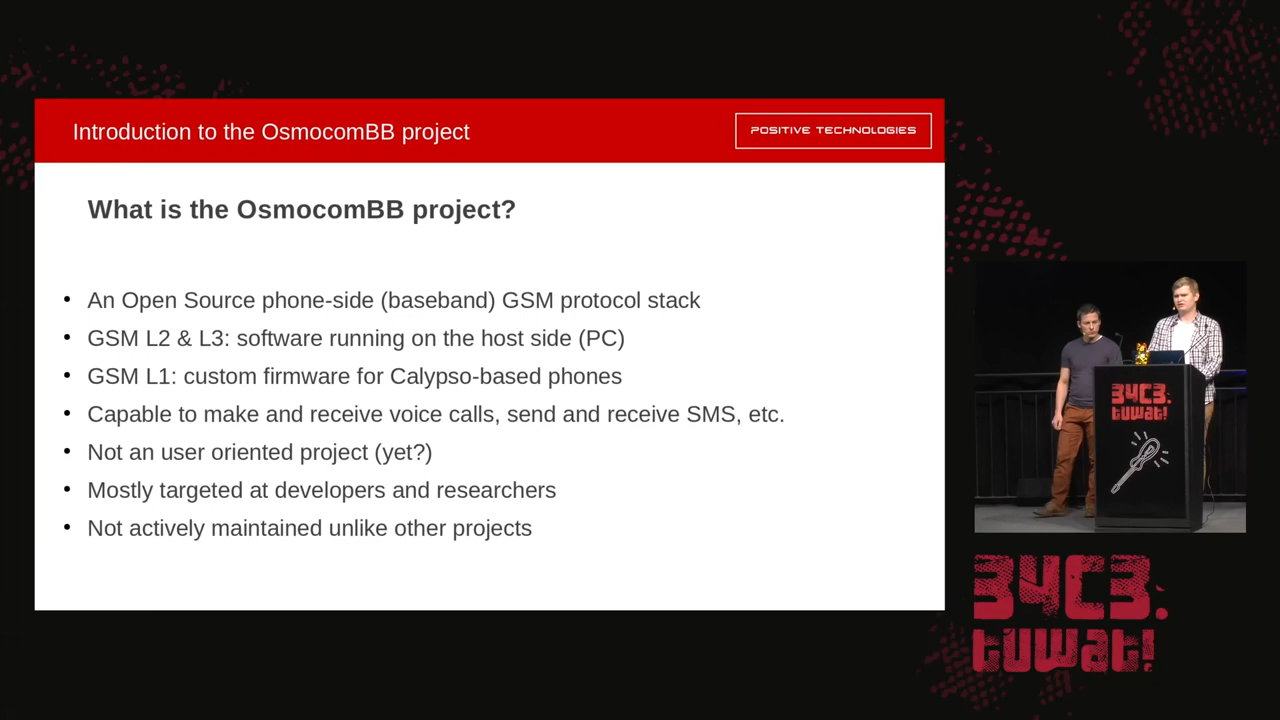 Introduction to the OsmocomBB project
POSITIVE TECHNOLOGIES
What is the OsmocomBB project?
• An Open Source phone-side (baseband) GSM protocol stack
• GSM L2 & L3: software running on the host side (PC)
• GSM L1: custom firmware for Calypso-based phones
• Capable to make and receive voice calls, send and receive SMS, etc.
• Not an user oriented project (yet?)
• Mostly targeted at developers and researchers
• Not actively maintained unlike other projects
34C3.
tuwat!
34C3.
tuwat!